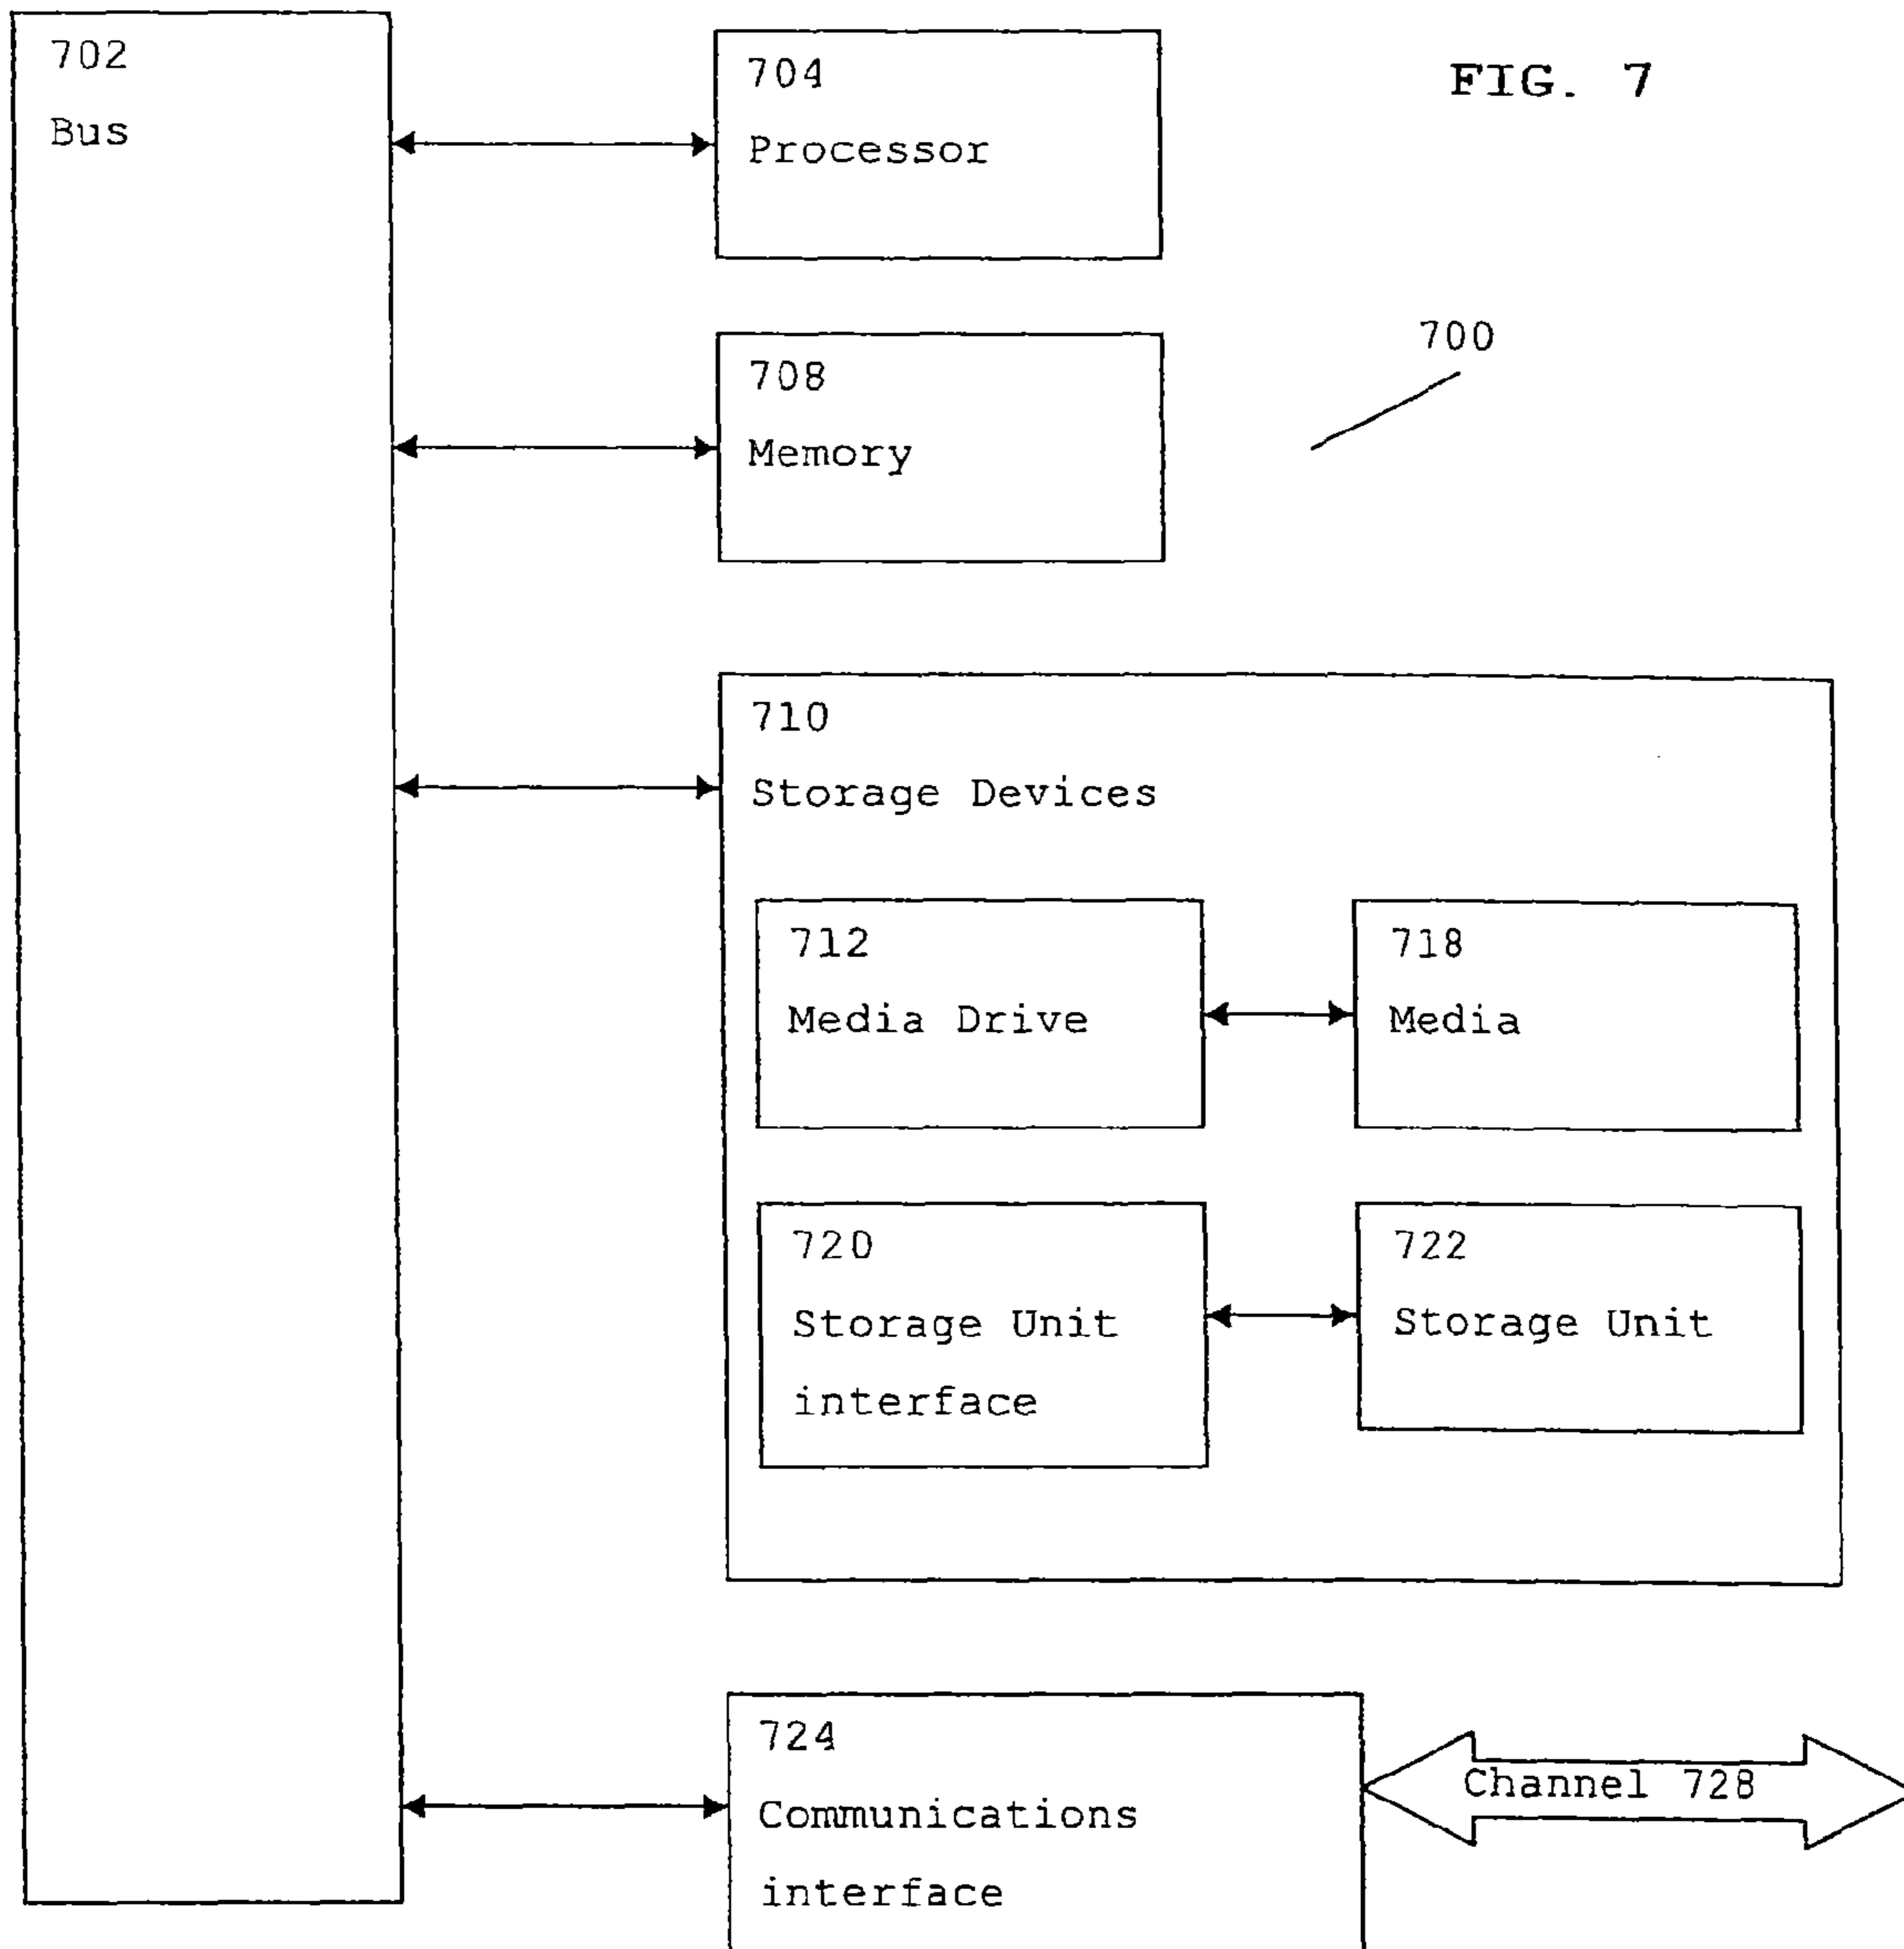 702
Bus
704
Processor
FIG. 7
708
Memory
700
710
Storage Devices
712
Media Drive
718
Media
720
Storage Unit
interface
722
Storage Unit
724
Communications
interface
Channel 728